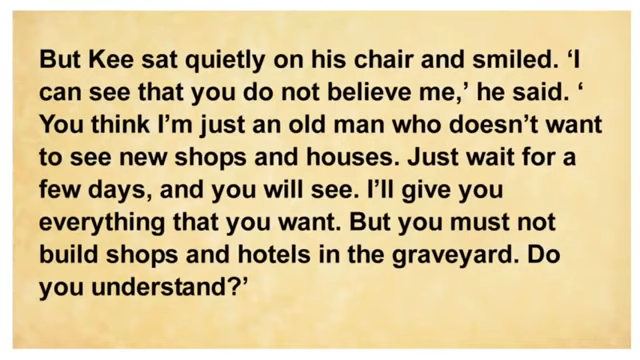 But Kee sat quietly on his chair and smiled. ‘I
can see that you do not believe me,’ he said. ‘
You think I’m just an old man who doesn’t want
to see new shops and houses. Just wait for a
few days, and you will see. I’ll give you
everything that you want. But you must not
build shops and hotels in the graveyard. Do
you understand?’